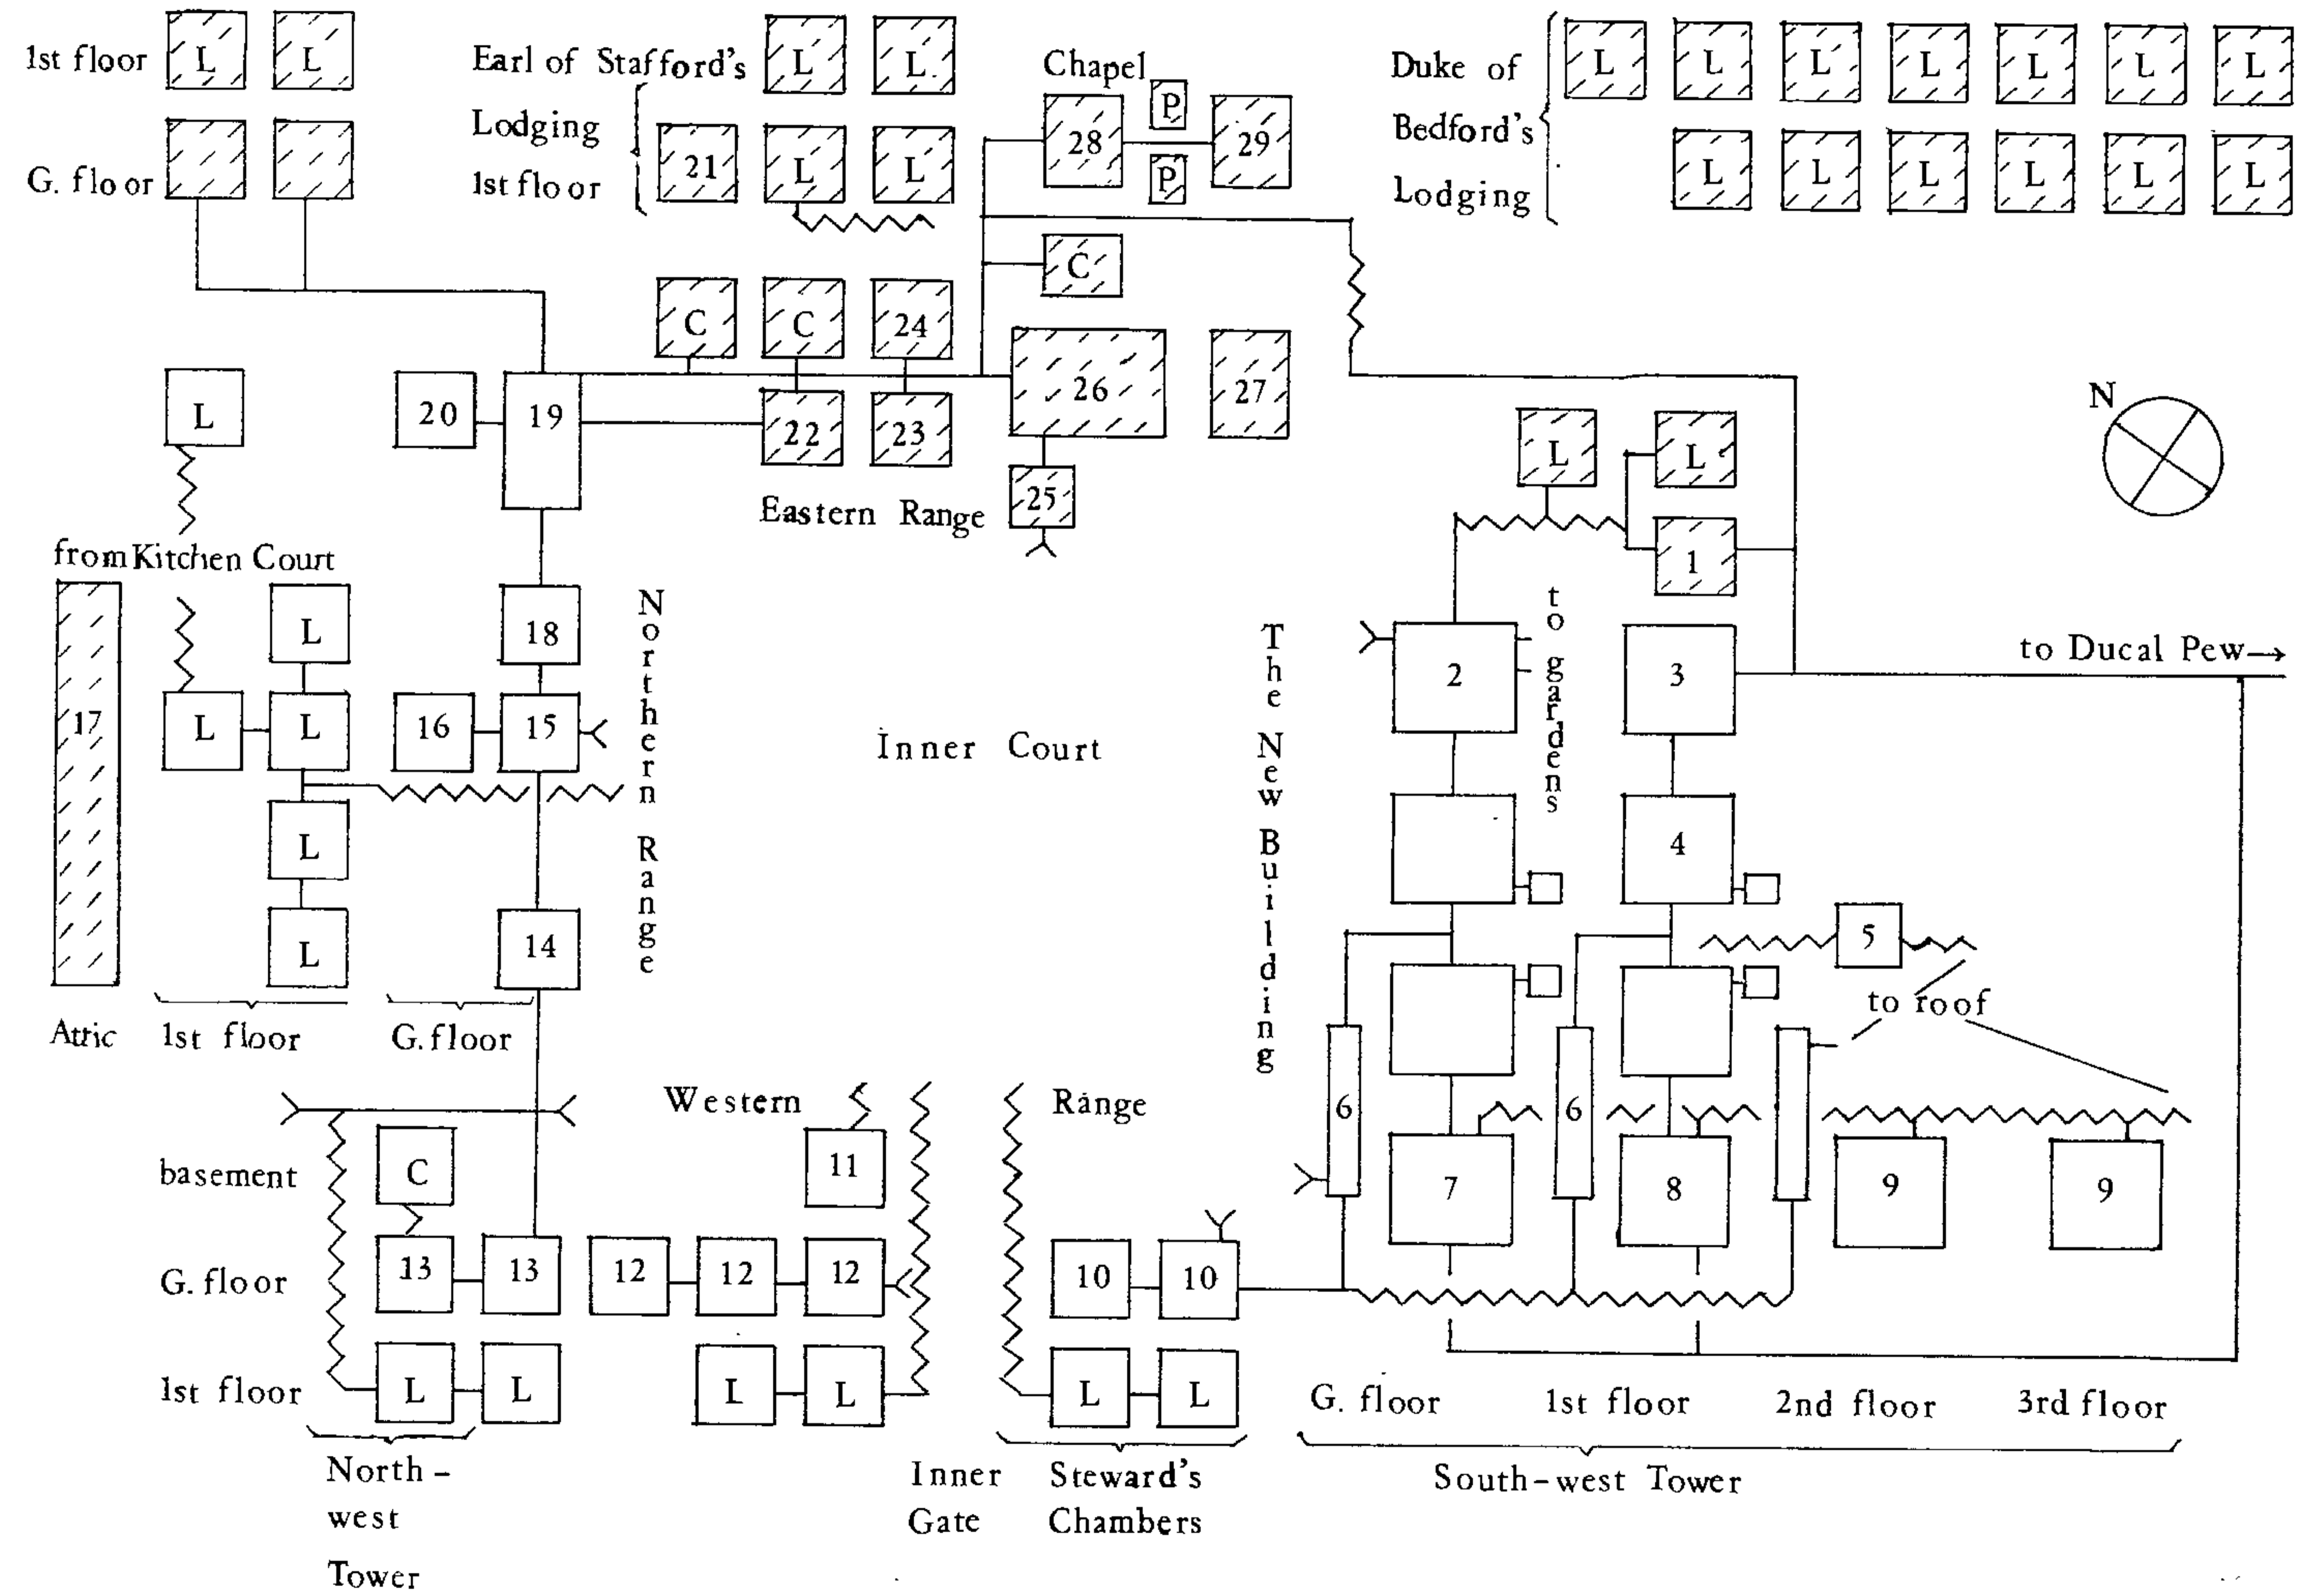 1st floor
L L
Earl of Stafford's
L L
Chapel
P
Duke of
L L L L L L L
Lodging
28
29
Bedford's
G. floor
1st floor
21
L L
P
Lodging
L L L L L L
C
C C 24
26
27
N
L
20
19
22
23
L
L
25
Eastern Range
from Kitchen Court
1
to gardens
Northern Range
The New Building
L
18
to Ducal Pew→
2
3
17
L
L
16
15
Inner Court
4
L
L
14
5
to roof
Attic
1st floor
G. floor
Western
Range
6
6
basement
C
11
7
8
9
9
G. floor
13
13
12
12
12
10
10
1st floor
L
L
L
L
L
L
G. floor
1st floor
2nd floor
3rd floor
North-
west
Tower
Inner
Gate
Steward's
Chambers
South-west Tower